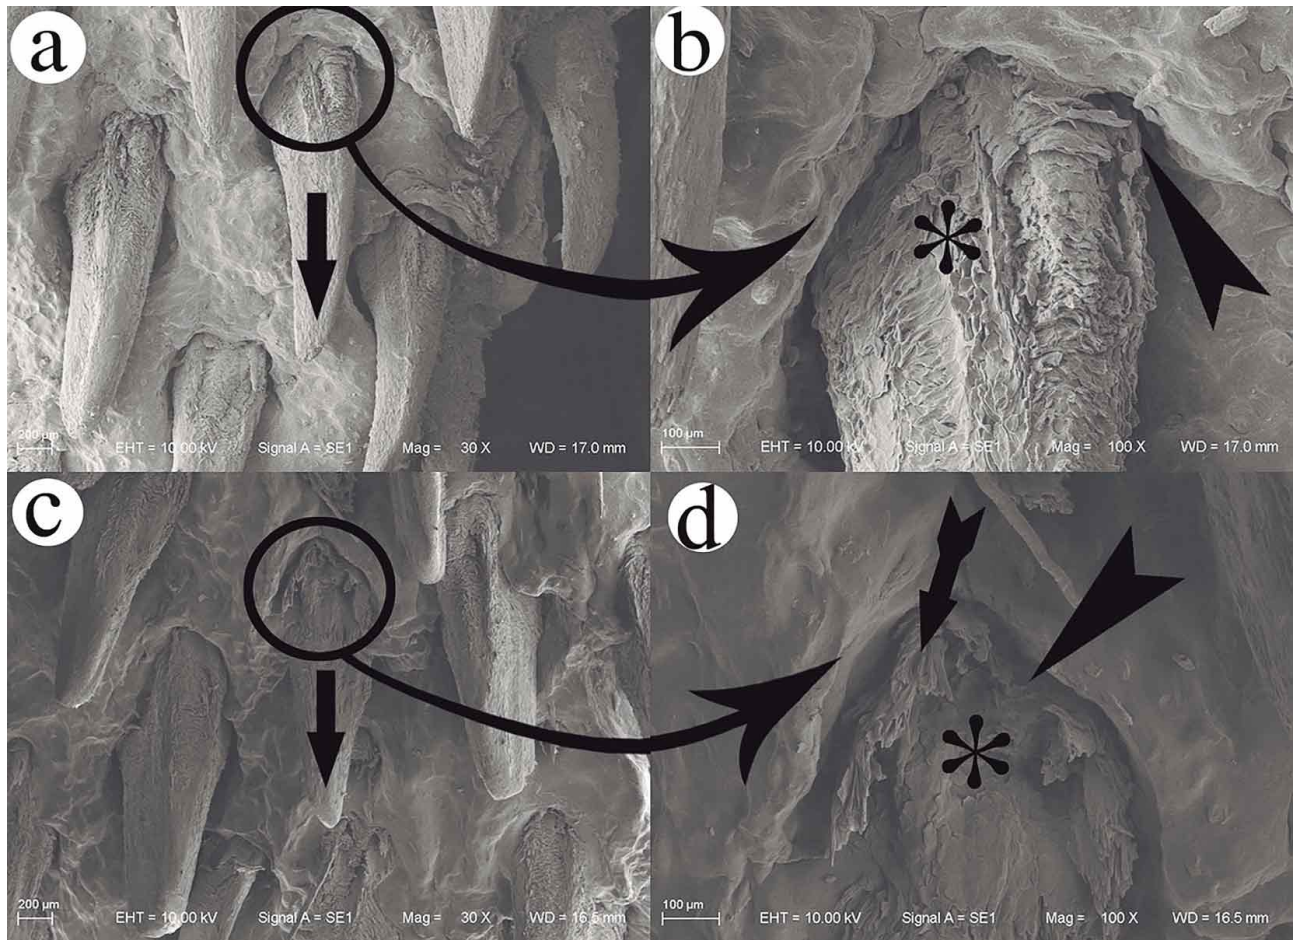 a
b
200 µm EHT = 10.00 kV Signal A = SE1 Mag = 30 X WD = 17.0 mm
100 µm EHT = 10.00 kV Signal A = SE1 Mag = 100 X WD = 17.0 mm
c
d
200 µm EHT = 10.00 kV Signal A = SE1 Mag = 30 X WD = 16.5 mm
100 µm EHT = 10.00 kV Signal A = SE1 Mag = 100 X WD = 16.5 mm